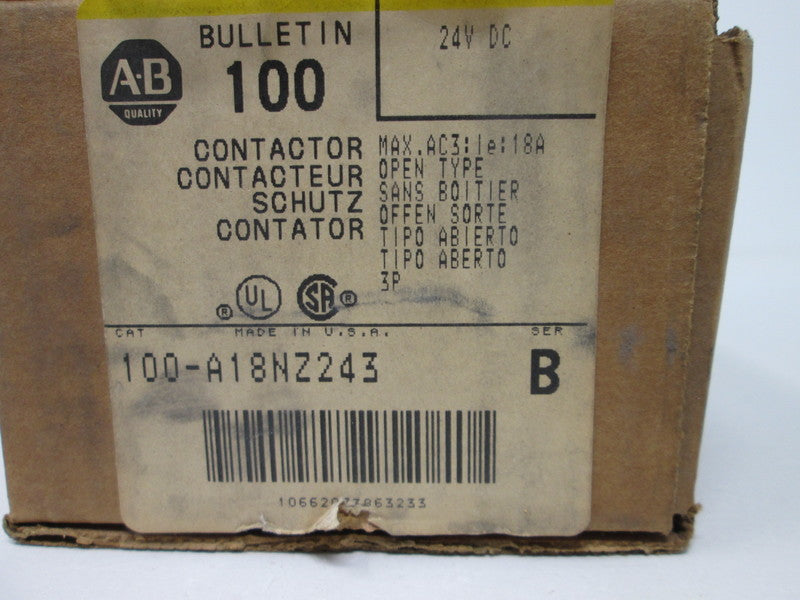 A·B
QUALITY
BULLETIN
100
24V DC
CONTACTOR
CONTACTEUR
SCHUTZ
CONTATOR
MAX.AC3:Ie:18A
OPEN TYPE
SANS BOITIER
OFFEN SORTE
TIPO ABIERTO
TIPO ABERTO
3P
® UL SA ®
CAT MADE IN U.S.A. SER
100-A18NZ243 B